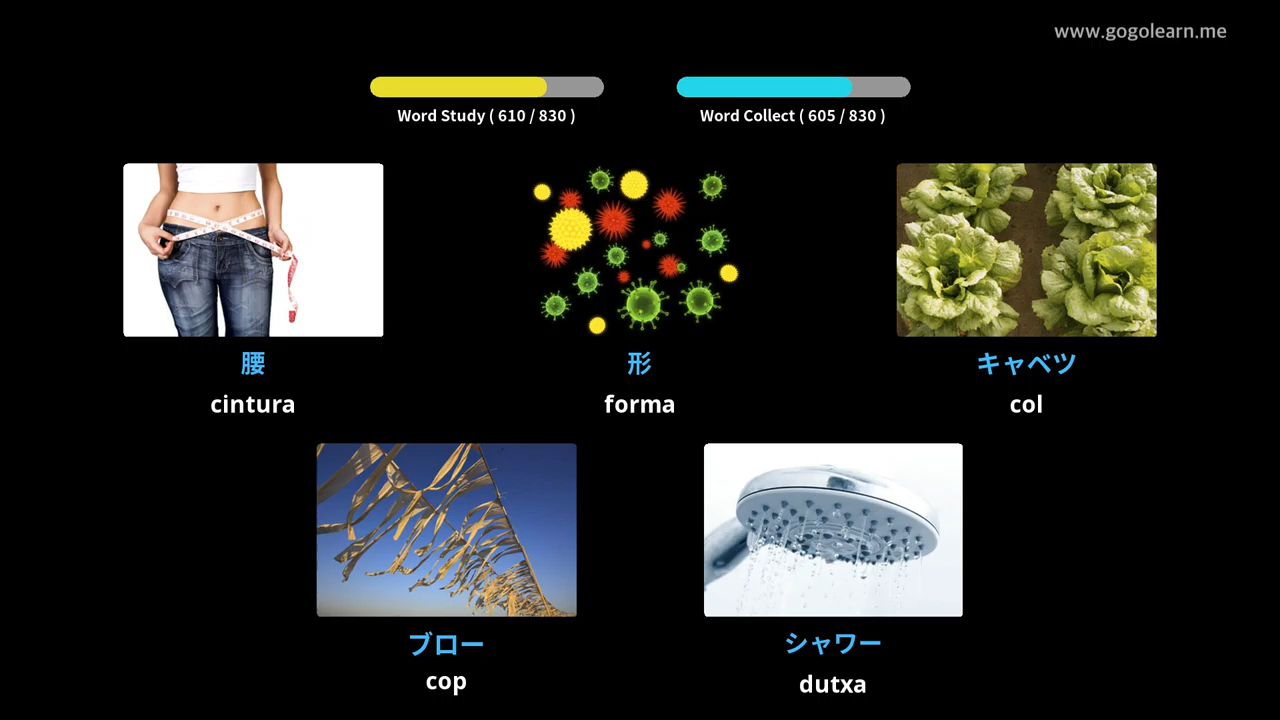 www.gogolearn.me
Word Study ( 610 / 830 )
Word Collect ( 605 / 830 )
腰
cintura
形
forma
キャベツ
col
ブロー
cop
シャワー
dutxa